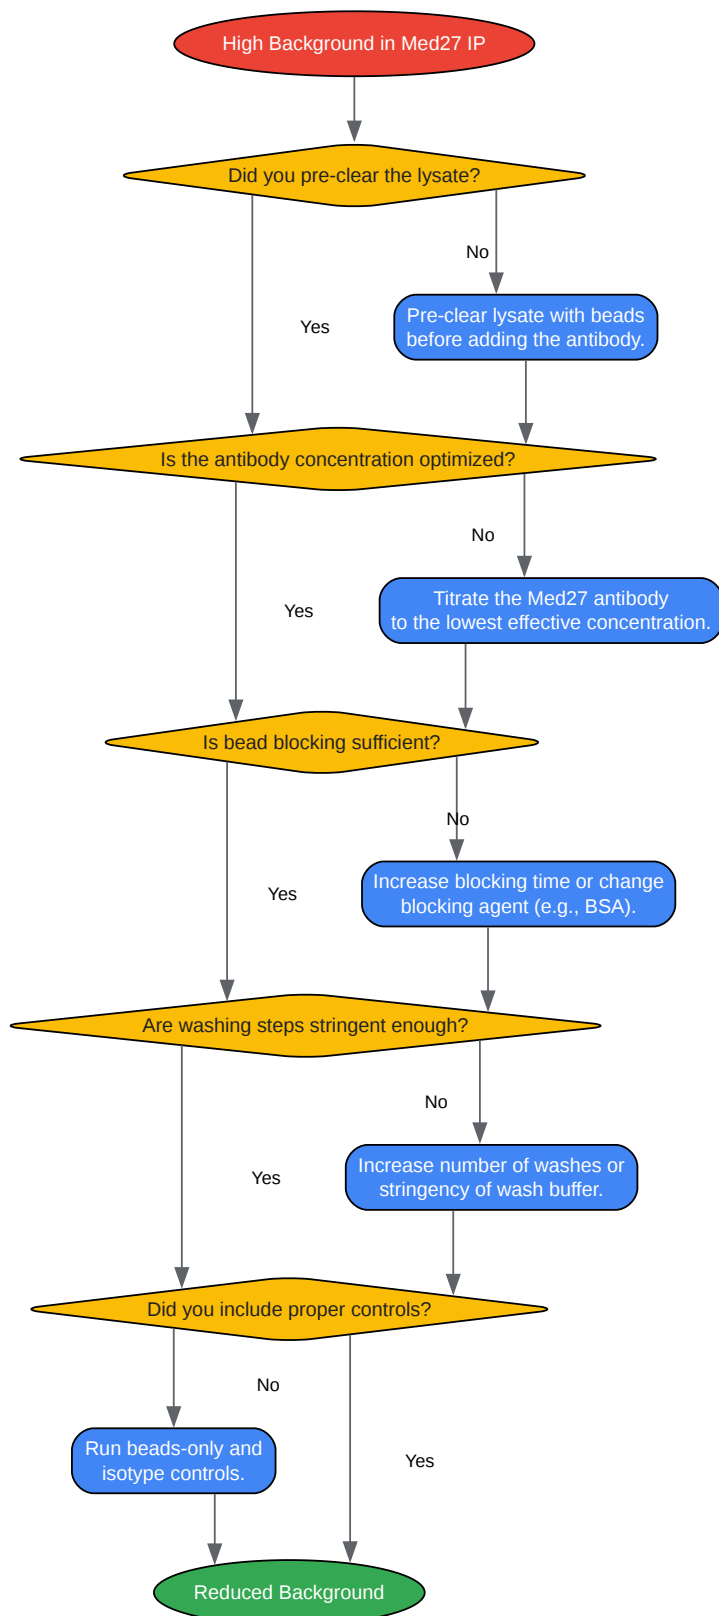 High Background in Med27 IP
Did you pre-clear the lysate?
No
Pre-clear lysate with beads
before adding the antibody.
Yes
Is the antibody concentration optimized?
No
Titrate the Med27 antibody
to the lowest effective concentration.
Yes
Is bead blocking sufficient?
No
Increase blocking time or change
blocking agent (e.g., BSA).
Yes
Are washing steps stringent enough?
No
Increase number of washes or
stringency of wash buffer.
Yes
Did you include proper controls?
No
Run beads-only and
isotype controls.
Yes
Reduced Background